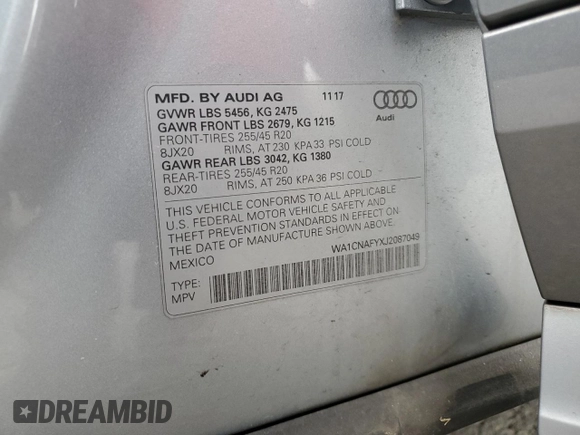 MFD. BY AUDI AG 11 17
GVWR LBS 5456, KG 2475
GAWR FRONT LBS 2679, KG 1215
FRONT-TIRES 255/45 R20
8JX20 RIMS, AT 230 KPA 33 PSI COLD
GAWR REAR LBS 3042, KG 1380
REAR-TIRES 255/45 R20
8JX20 RIMS, AT 250 KPA 36 PSI COLD
Audi
THIS VEHICLE CONFORMS TO ALL APPLICABLE
U.S. FEDERAL MOTOR VEHICLE SAFETY AND
THEFT PREVENTION STANDARDS IN EFFECT ON
THE DATE OF MANUFACTURE SHOWN ABOVE.
MEXICO WA1CNAFYXJ2087049
TYPE:
MPV
DREAMBID